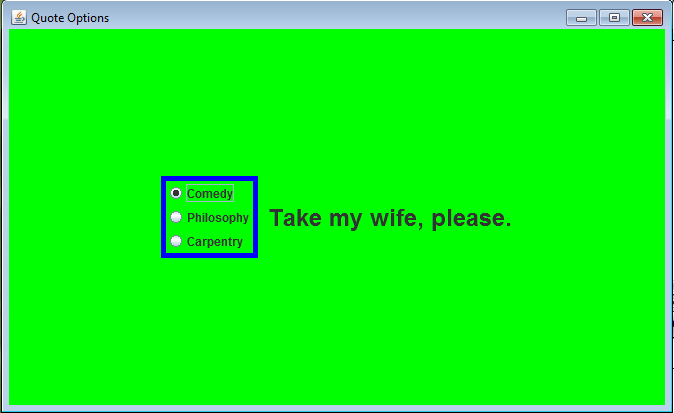 Quote Options
Comedy
Philosophy
Carpentry
Take my wife, please.